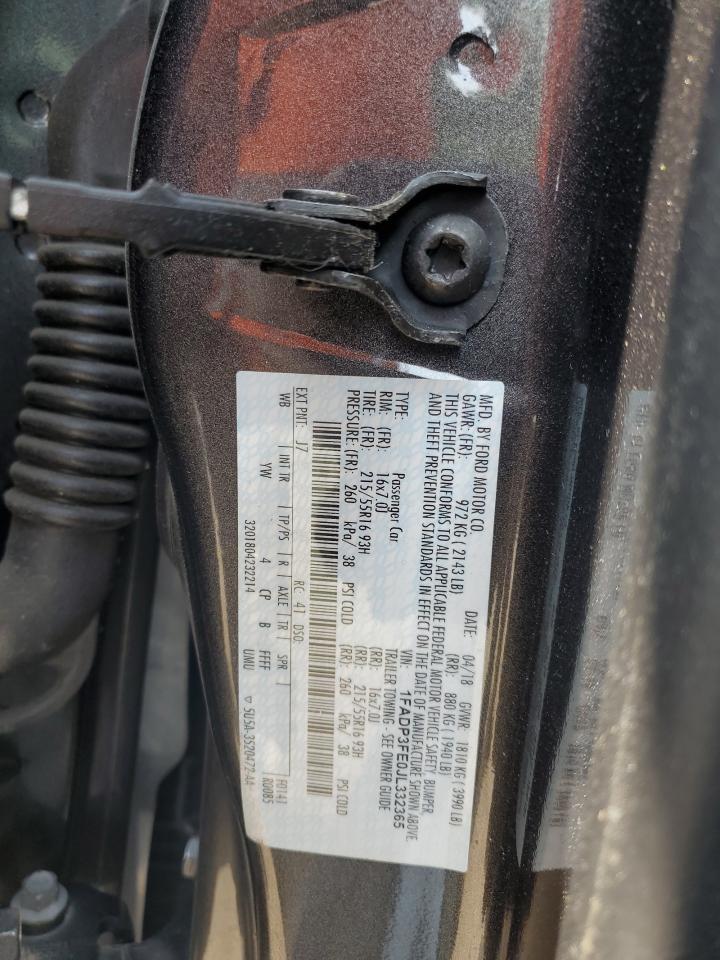 MFD. BY FORD MOTOR CO.
DATE: 04/18 GVWR: 1810 KG ( 3990 LB)
GAWR: (FR): 972 KG ( 2143 LB) (RR): 880 KG ( 1940 LB)
THIS VEHICLE CONFORMS TO ALL APPLICABLE FEDERAL MOTOR VEHICLE SAFETY, BUMPER,
AND THEFT PREVENTION STANDARDS IN EFFECT ON THE DATE OF MANUFACTURE SHOWN ABOVE.
VIN: 1FADP3FE0JL332365
TYPE: Passenger Car TRAILER TOWING - SEE OWNER GUIDE
RIM: (FR): 16x7.0J (RR): 16x7.0J
TIRE: (FR): 215/55R16 93H (RR): 215/55R16 93H
PRESSURE: (FR): 260 kPa/ 38 PSI COLD (RR): 260 kPa/ 38 PSI COLD
EXT PNT: J7 RC: 41 DSO:
WB INT TR TP/PS R AXLE TR SPR F0141
YW 4 CP B FFFF R0085
3201804232214 UMU ▽ 5U5A-3520472-AA